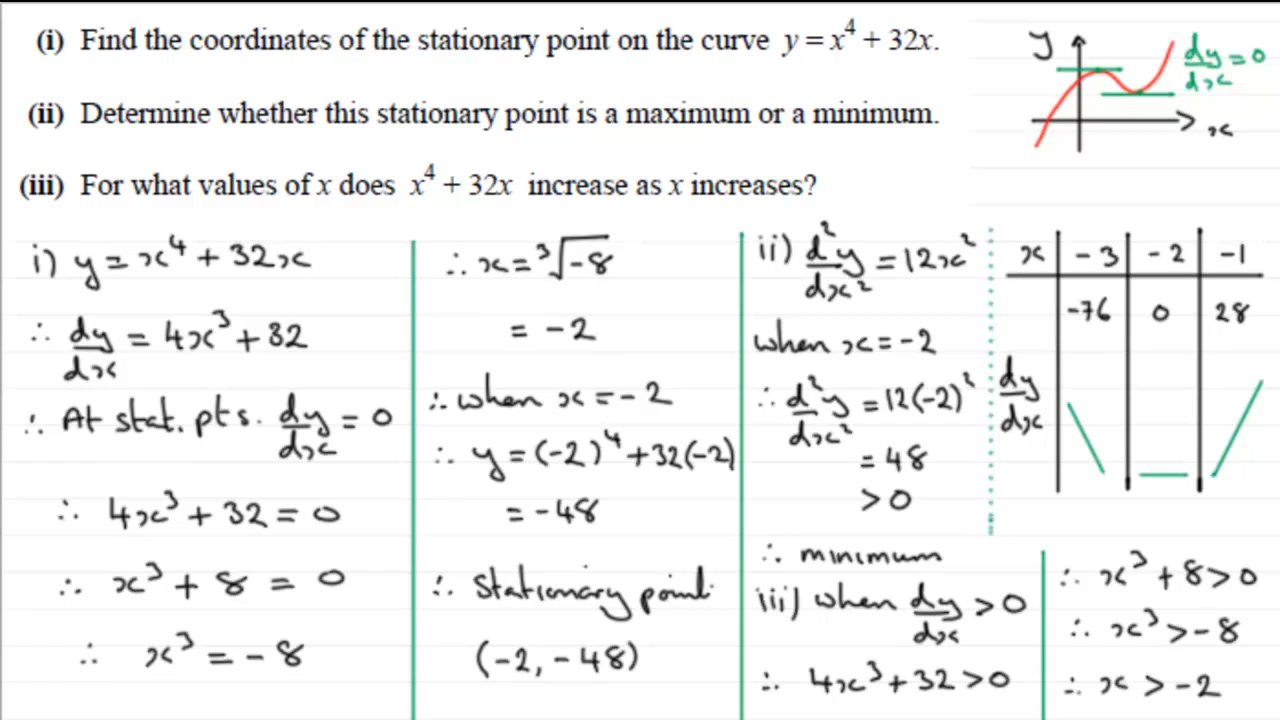 (i) Find the coordinates of the stationary point on the curve y = x⁴ + 32x.
(ii) Determine whether this stationary point is a maximum or a minimum.
(iii) For what values of x does x⁴ + 32x increase as x increases?
y
dy/dx = 0
x
i) y = x⁴ + 32x
∴ dy/dx = 4x³ + 32
∴ At stat. pts. dy/dx = 0
∴ 4x³ + 32 = 0
∴ x³ + 8 = 0
∴ x³ = -8
∴ x = ³√-8
= -2
∴ when x = -2
∴ y = (-2)⁴ + 32(-2)
= -48
∴ Stationary point
(-2, -48)
ii) d²y/dx² = 12x²
when x = -2
∴ d²y/dx² = 12(-2)²
= 48
> 0
∴ minimum
x -3 -2 -1
-76 0 28
dy/dx
iii) when dy/dx > 0
∴ 4x³ + 32 > 0
∴ x³ + 8 > 0
∴ x³ > -8
∴ x > -2